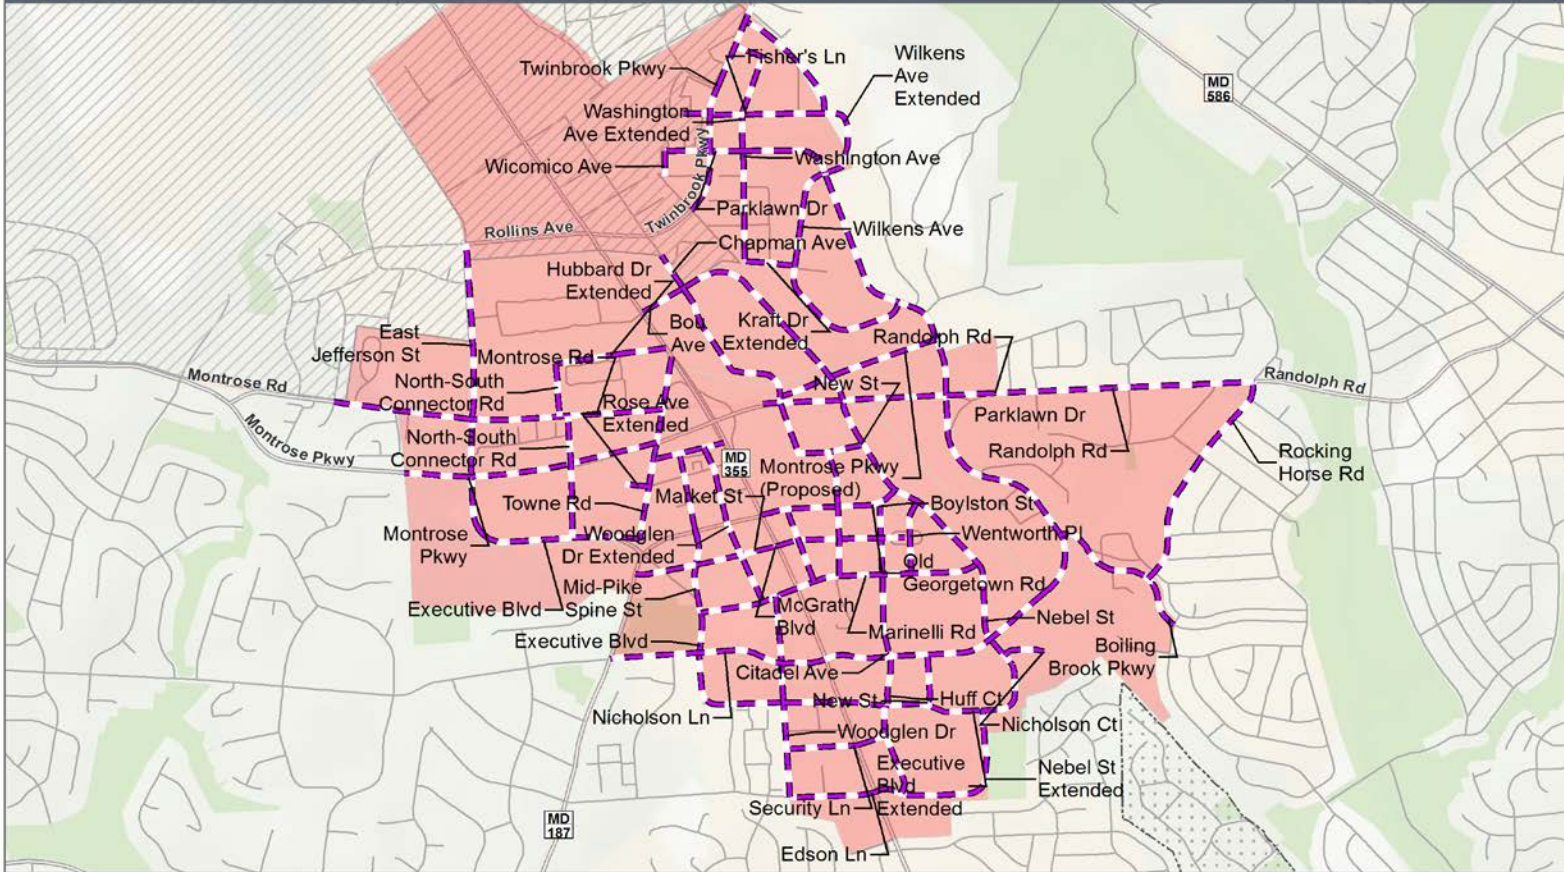 Fisher's Ln
Wilkens
Ave
Extended
Twinbrook Pkwy
MD
586
Washington
Ave Extended
Wicomico Ave
Washington Ave
Twinbrook Pkwy
Parklawn Dr
Rollins Ave
Wilkens Ave
Chapman Ave
Hubbard Dr
Extended
Bou
Ave
Kraft Dr
Extended
East
Jefferson St
Randolph Rd
Montrose Rd
Montrose Rd
Randolph Rd
North-South
Connector Rd
New St
Rose Ave
Extended
Parklawn Dr
Montrose Pkwy
North-South
Connector Rd
Randolph Rd
Rocking
Horse Rd
MD
355
Montrose Pkwy
(Proposed)
Market St
Towne Rd
Boylston St
Montrose
Pkwy
Woodglen
Dr Extended
Wentworth Pl
Old
Georgetown Rd
Mid-Pike
Spine St
Executive Blvd
McGrath
Blvd
Nebel St
Marinelli Rd
Executive Blvd
Boiling
Brook Pkwy
Citadel Ave
New St
Huff Ct
Nicholson Ln
Nicholson Ct
Woodglen Dr
Executive
Blvd
Extended
Nebel St
Extended
Security Ln
MD
187
Edson Ln